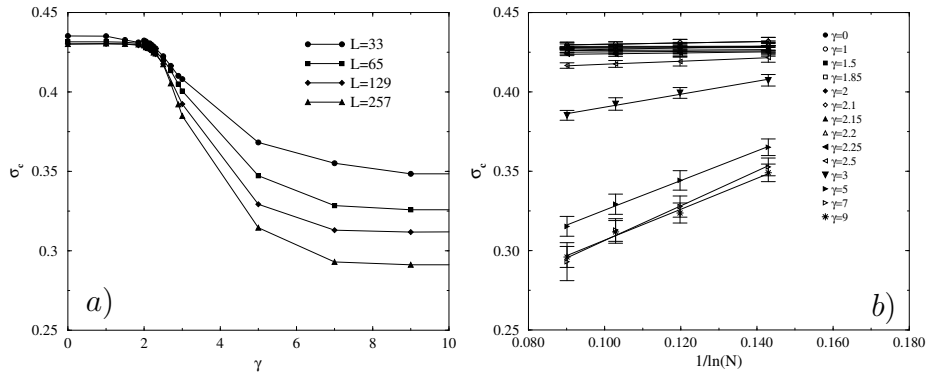 0.45
0.40
0.35
0.30
0.25
σc
0 2 4 6 8 10
γ
L=33
L=65
L=129
L=257
a)
0.45
0.40
0.35
0.30
0.25
σc
0.080 0.100 0.120 0.140 0.160 0.180
1/ln(N)
γ=0
γ=1
γ=1.5
γ=1.85
γ=2
γ=2.1
γ=2.15
γ=2.2
γ=2.25
γ=2.5
γ=3
γ=5
γ=7
γ=9
b)